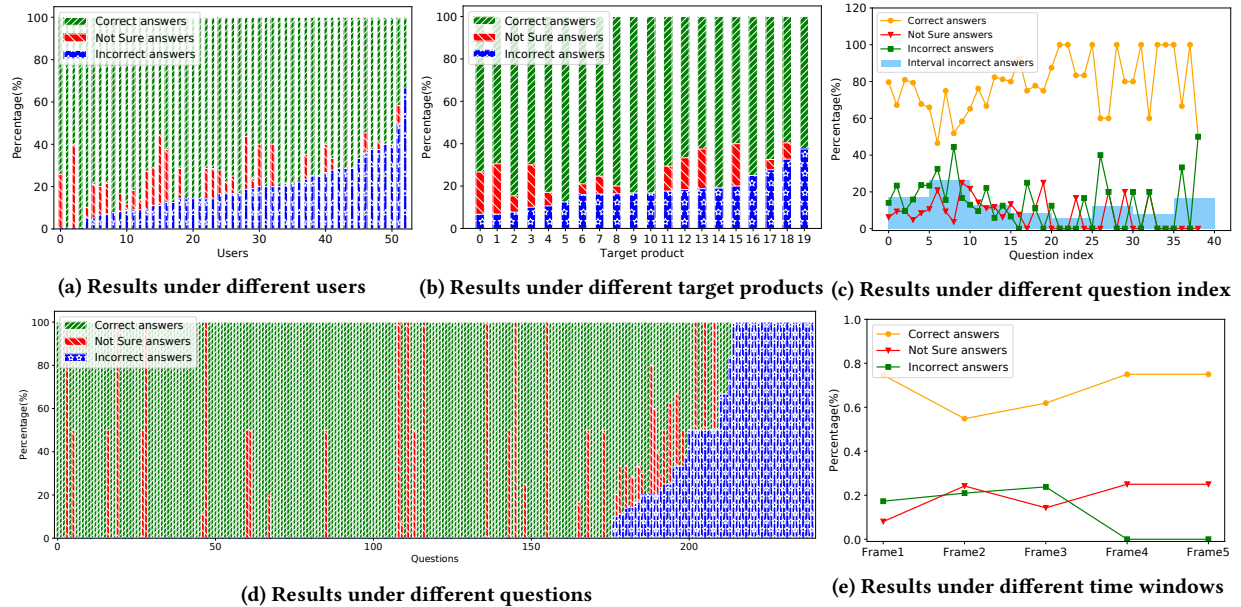 100
80
60
40
20
0
Percentage(%)
Correct answers
Not Sure answers
Incorrect answers
0 10 20 30 40 50
Users
(a) Results under different users
100
80
60
40
20
0
Percentage(%)
Correct answers
Not Sure answers
Incorrect answers
0 1 2 3 4 5 6 7 8 9 10 11 12 13 14 15 16 17 18 19
Target product
(b) Results under different target products
120
100
80
60
40
20
0
Percentage(%)
Correct answers
Not Sure answers
Incorrect answers
Interval incorrect answers
0 5 10 15 20 25 30 35 40
Question index
(c) Results under different question index
100
80
60
40
20
0
Percentage(%)
Correct answers
Not Sure answers
Incorrect answers
0 50 100 150 200
Questions
(d) Results under different questions
1.0
0.8
0.6
0.4
0.2
0.0
Percentage(%)
Correct answers
Not Sure answers
Incorrect answers
Frame1 Frame2 Frame3 Frame4 Frame5
(e) Results under different time windows